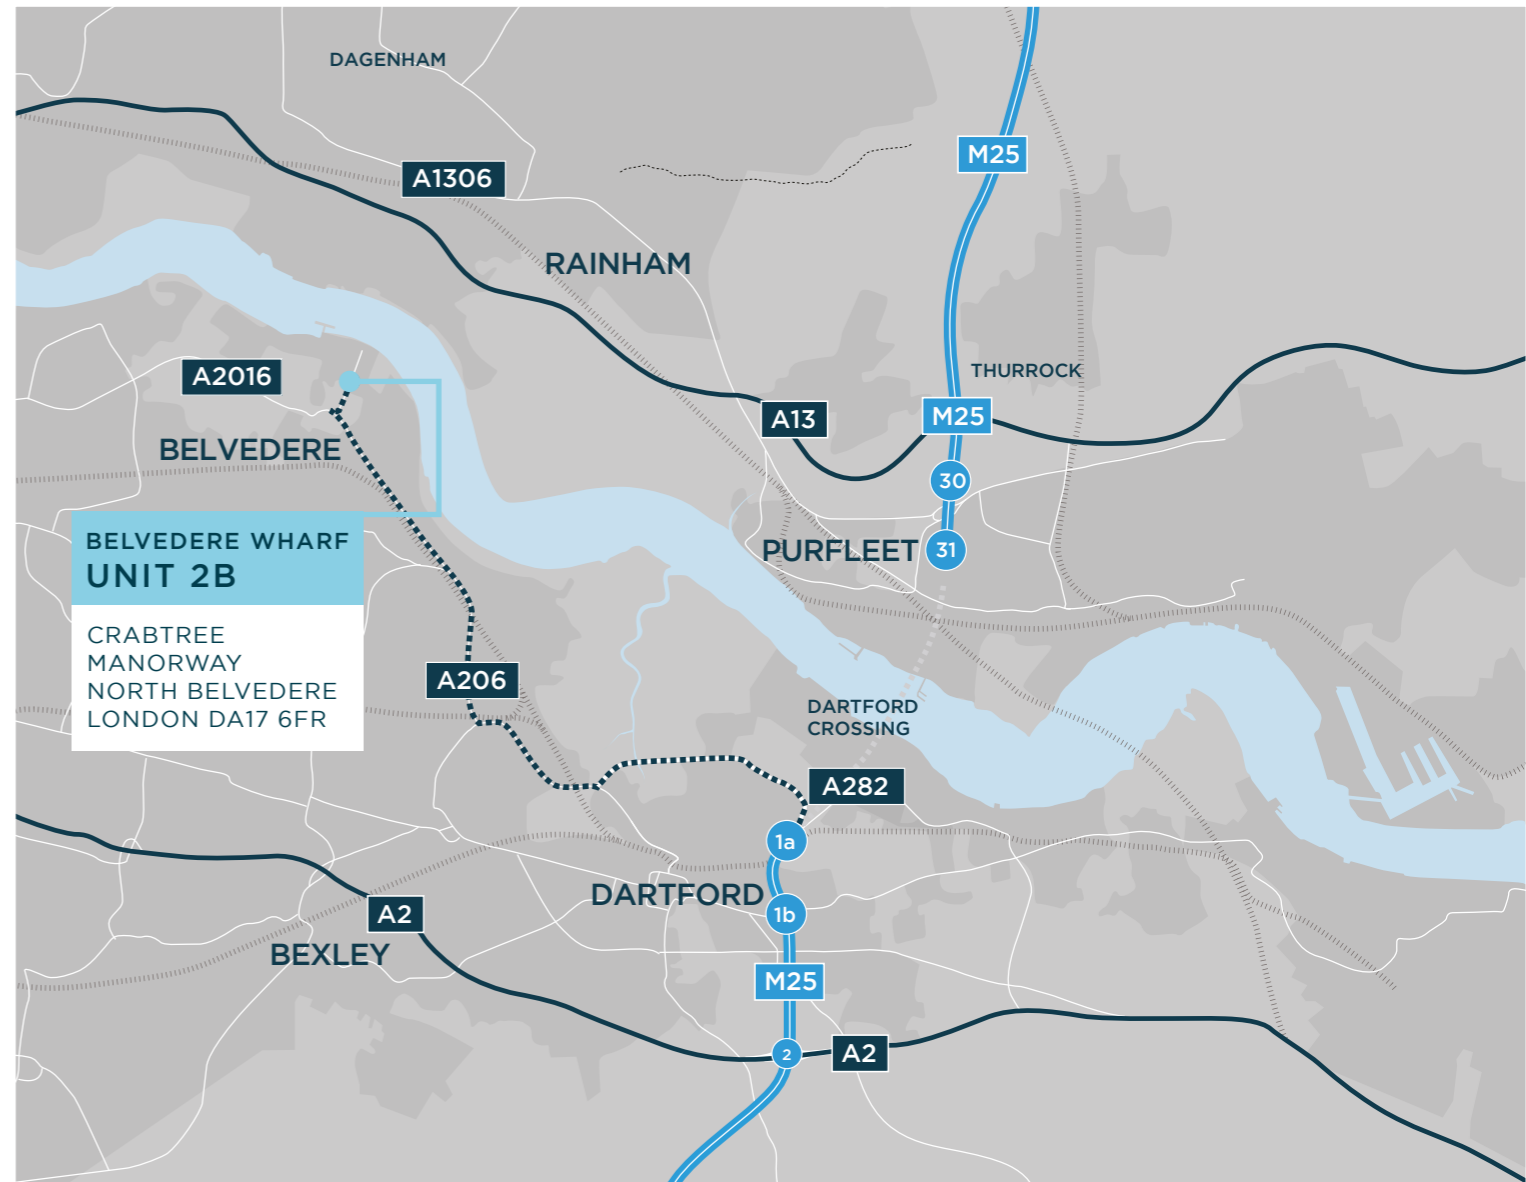 DAGENHAM
M25
A1306
RAINHAM
THURROCK
A2016
A13
M25
BELVEDERE
30
BELVEDERE WHARF
UNIT 2B
PURFLEET
31
CRABTREE
MANORWAY
NORTH BELVEDERE
LONDON DA17 6FR
A206
DARTFORD
CROSSING
A282
1a
DARTFORD
1b
A2
BEXLEY
M25
2
A2